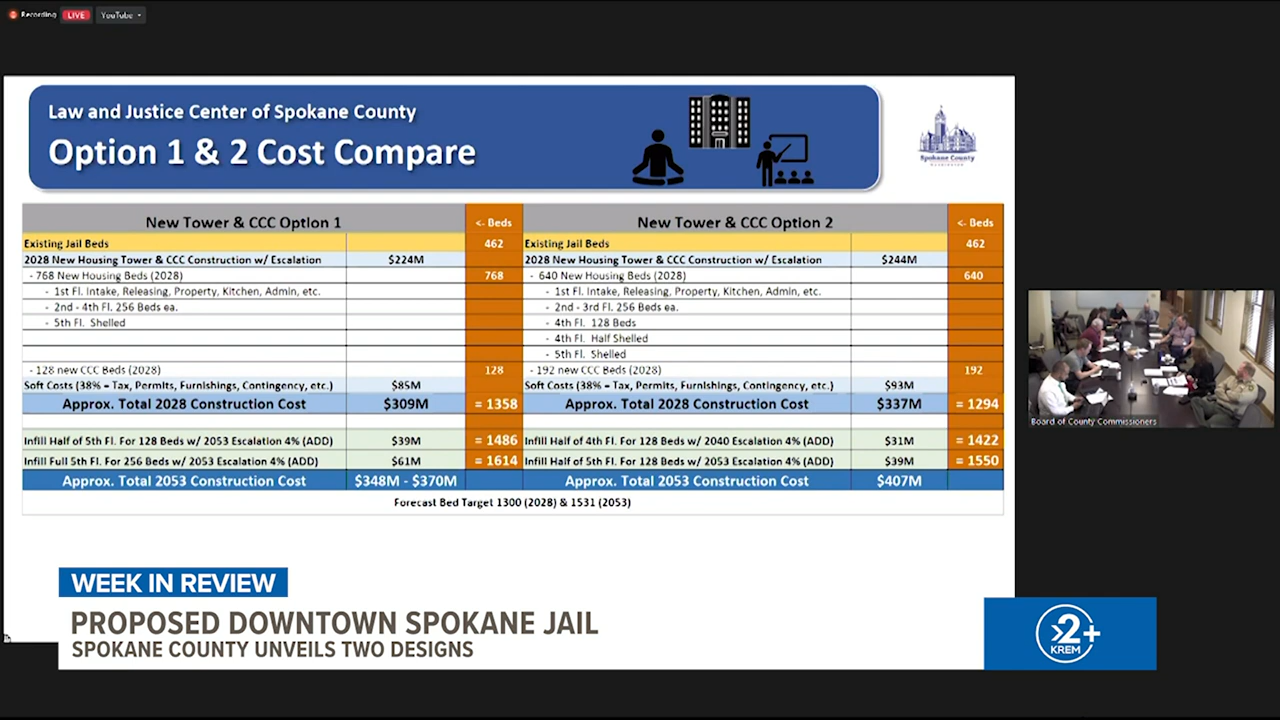 Recording LIVE YouTube
Law and Justice Center of Spokane County
Option 1 & 2 Cost Compare
Spokane County
New Tower & CCC Option 1 <- Beds New Tower & CCC Option 2 <- Beds
Existing Jail Beds 462 Existing Jail Beds 462
2028 New Housing Tower & CCC Construction w/ Escalation $224M 2028 New Housing Tower & CCC Construction w/ Escalation $244M
- 768 New Housing Beds (2028) 768 - 640 New Housing Beds (2028) 640
- 1st Fl. Intake, Releasing, Property, Kitchen, Admin, etc. - 1st Fl. Intake, Releasing, Property, Kitchen, Admin, etc.
- 2nd - 4th Fl. 256 Beds ea. - 2nd - 3rd Fl. 256 Beds ea.
- 5th Fl. Shelled - 4th Fl. 128 Beds
- 4th Fl. Half Shelled
- 5th Fl. Shelled
- 128 new CCC Beds (2028) 128 - 192 new CCC Beds (2028) 192
Soft Costs (38% = Tax, Permits, Furnishings, Contingency, etc.) $85M Soft Costs (38% = Tax, Permits, Furnishings, Contingency, etc.) $93M
Approx. Total 2028 Construction Cost $309M = 1358 Approx. Total 2028 Construction Cost $337M = 1294
Infill Half of 5th Fl. For 128 Beds w/ 2053 Escalation 4% (ADD) $39M = 1486 Infill Half of 4th Fl. For 128 Beds w/ 2040 Escalation 4% (ADD) $31M = 1422
Infill Full 5th Fl. For 256 Beds w/ 2053 Escalation 4% (ADD) $61M = 1614 Infill Half of 5th Fl. For 128 Beds w/ 2053 Escalation 4% (ADD) $39M = 1550
Approx. Total 2053 Construction Cost $348M - $370M Approx. Total 2053 Construction Cost $407M
Forecast Bed Target 1300 (2028) & 1531 (2053)
Board of County Commissioners
WEEK IN REVIEW
PROPOSED DOWNTOWN SPOKANE JAIL
SPOKANE COUNTY UNVEILS TWO DESIGNS
2+
KREM